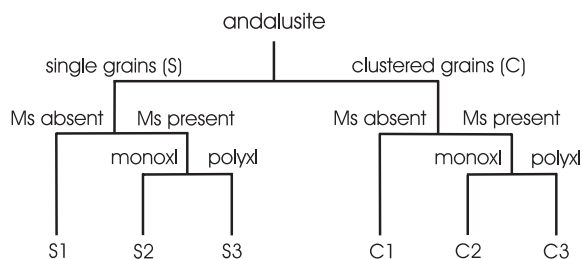 andalusite
single grains (S) clustered grains (C)
Ms absent Ms present Ms absent Ms present
monoxl polyxl monoxl polyxl
S1 S2 S3 C1 C2 C3